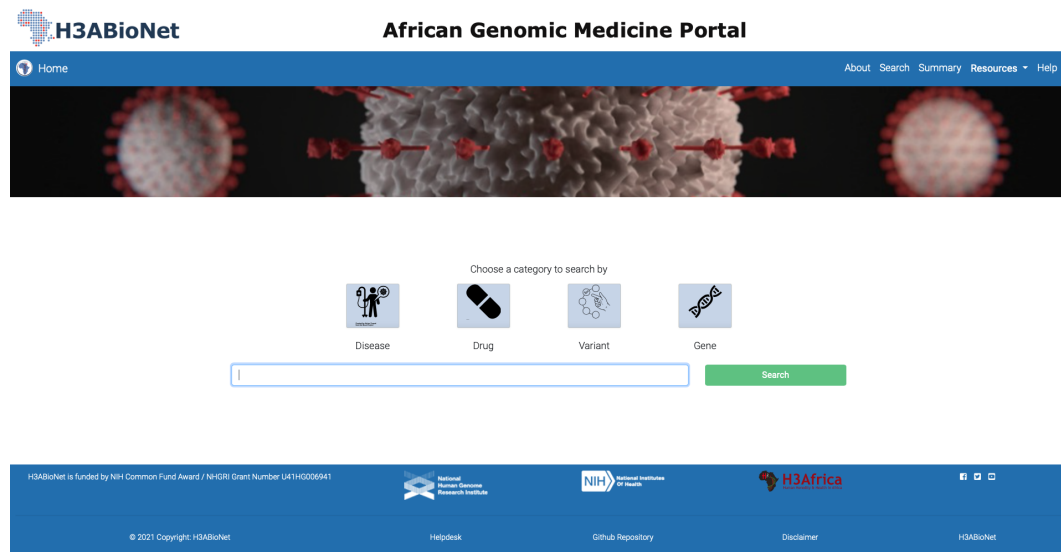 H3ABioNet
African Genomic Medicine Portal
Home
About Search Summary Resources Help
Choose a category to search by
Disease Drug Variant Gene
Search
H3ABioNet is funded by NIH Common Fund Award / NHGRI Grant Number U41HG006941
National
Human Genome
Research Institute
NIH
National Institutes
Of Health
H3Africa
© 2021 Copyright: H3ABioNet
Helpdesk
Github Repository
Disclaimer
H3ABioNet